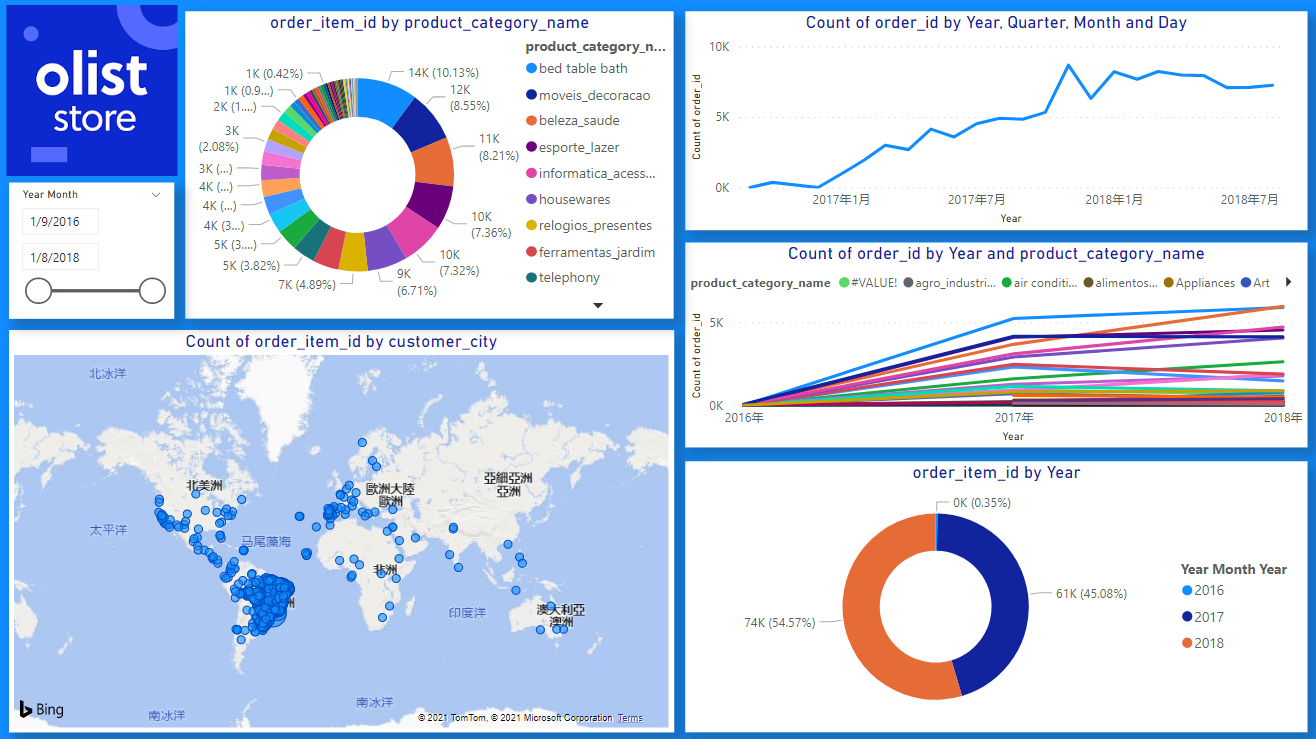 olist
store
Year Month
1/9/2016
1/8/2018
order_item_id by product_category_name
product_category_n...
bed table bath
moveis_decoracao
beleza_saude
esporte_lazer
informatica_acess...
housewares
relogios_presentes
ferramentas_jardim
telephony
14K (10.13%)
12K
(8.55%)
11K
(8.21%)
10K
(7.36%)
10K
(7.32%)
9K
(6.71%)
7K (4.89%)
5K (3.82%)
5K (3....)
4K (3...)
4K (...)
4K (...)
3K (...)
3K
(2.08%)
2K (1....)
1K (0.9...)
1K (0.42%)
Count of order_id by Year, Quarter, Month and Day
Count of order_id
10K
5K
0K
2017年1月
2017年7月
2018年1月
2018年7月
Year
Count of order_id by Year and product_category_name
product_category_name
#VALUE!
agro_industri...
air conditi...
alimentos...
Appliances
Art
Count of order_id
5K
0K
2016年
2017年
2018年
Year
Count of order_item_id by customer_city
北冰洋
北美洲
歐洲大陸
歐洲
亞細亞洲
亞洲
太平洋
马尾藻海
非洲
印度洋
澳大利亞
澳洲
南冰洋
南冰洋
Bing
© 2021 TomTom, © 2021 Microsoft Corporation Terms
order_item_id by Year
0K (0.35%)
61K (45.08%)
74K (54.57%)
Year Month Year
2016
2017
2018